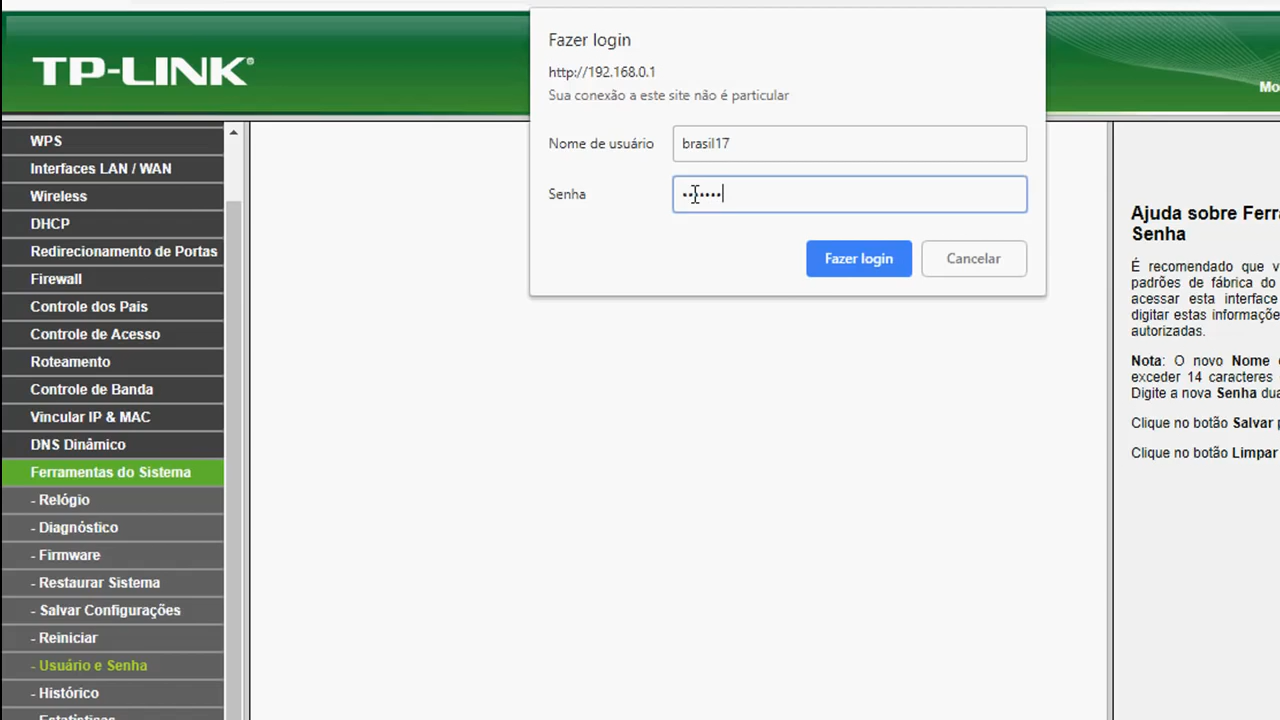 TP-LINK®
Mo
Fazer login
http://192.168.0.1
Sua conexão a este site não é particular
Nome de usuário
brasil17
Senha
Fazer login
Cancelar
WPS
Interfaces LAN / WAN
Wireless
DHCP
Redirecionamento de Portas
Firewall
Controle dos Pais
Controle de Acesso
Roteamento
Controle de Banda
Vincular IP & MAC
DNS Dinâmico
Ferramentas do Sistema
- Relógio
- Diagnóstico
- Firmware
- Restaurar Sistema
- Salvar Configurações
- Reiniciar
- Usuário e Senha
- Histórico
- Estatísticas
Ajuda sobre Ferra
Senha
É recomendado que v
padrões de fábrica do
acessar esta interface
digitar estas informaçõe
autorizadas.
Nota: O novo Nome
exceder 14 caracteres
Digite a nova Senha dua
Clique no botão Salvar p
Clique no botão Limpar